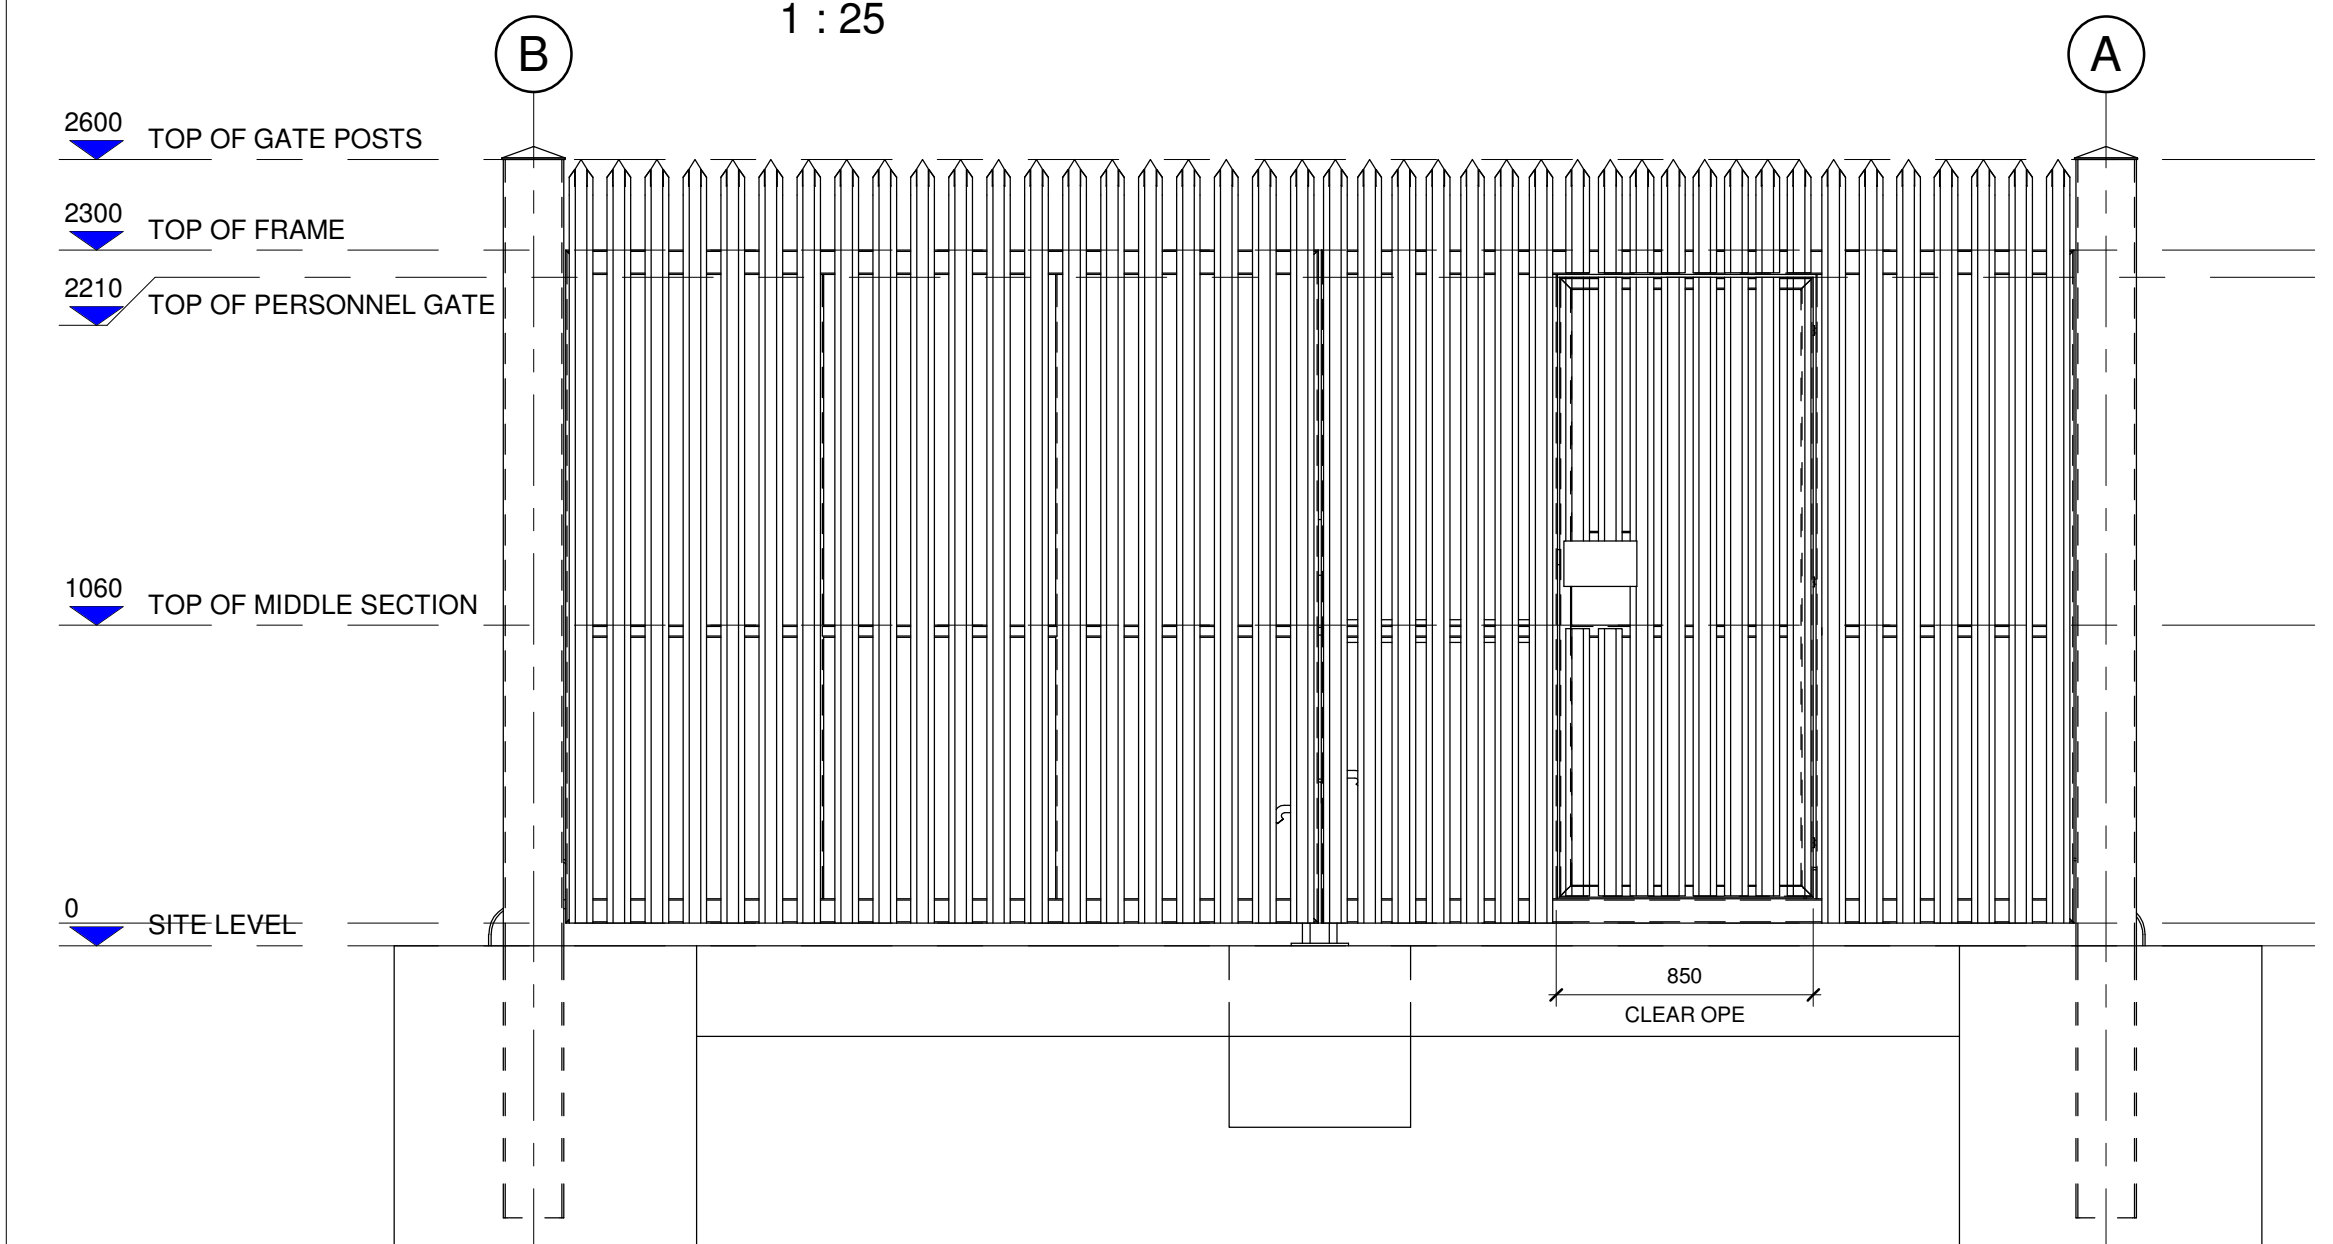 1 : 25
B
A
2600
TOP OF GATE POSTS
2300
TOP OF FRAME
2210
TOP OF PERSONNEL GATE
1060
TOP OF MIDDLE SECTION
0
SITE LEVEL
850
CLEAR OPE